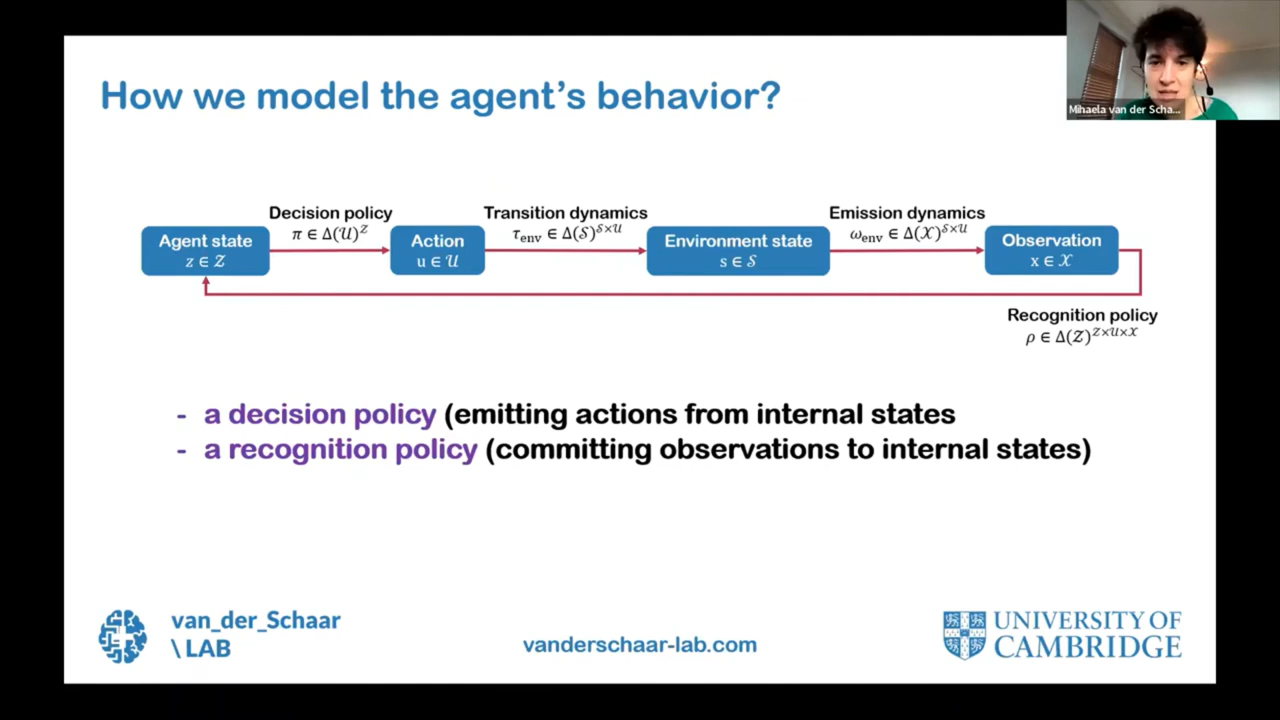 How we model the agent's behavior?
Mihaela van der Scha...
Decision policy
π ∈ Δ(𝒰)^𝒵
Transition dynamics
τ_env ∈ Δ(𝒮)^{𝒮×𝒰}
Emission dynamics
ω_env ∈ Δ(𝒳)^{𝒮×𝒰}
Agent state
z ∈ 𝒵
Action
u ∈ 𝒰
Environment state
s ∈ 𝒮
Observation
x ∈ 𝒳
Recognition policy
ρ ∈ Δ(𝒵)^{𝒵×𝒰×𝒳}
- a decision policy (emitting actions from internal states
- a recognition policy (committing observations to internal states)
van_der_Schaar
\ LAB
vanderschaar-lab.com
UNIVERSITY OF
CAMBRIDGE